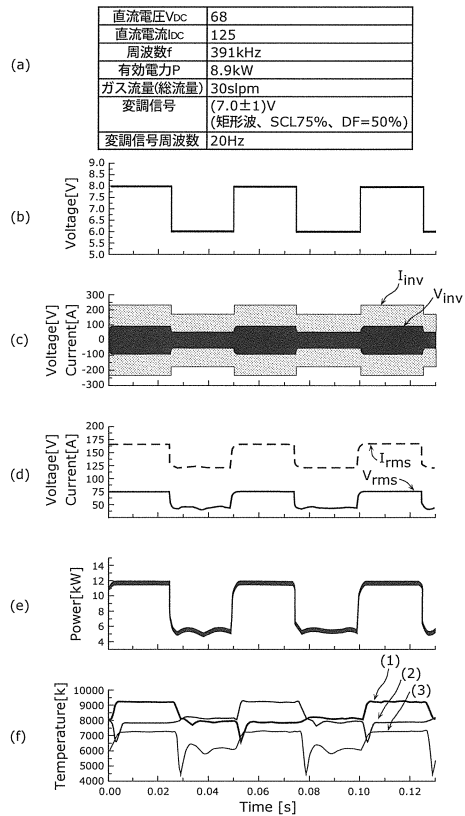 (a)
直流電圧VDC 68
直流電流IDC 125
周波数f 391kHz
有効電力P 8.9kW
ガス流量(総流量) 30slpm
変調信号 (7.0±1)V
(矩形波、SCL75%、DF=50%)
変調信号周波数 20Hz
(b)
Voltage[V]
9.0
8.5
8.0
7.5
7.0
6.5
6.0
5.5
5.0
(c)
Voltage[V]
Current[A]
300
200
100
0
-100
-200
-300
Iinv
Vinv
(d)
Voltage[V]
Current[A]
200
175
150
125
100
75
50
Irms
Vrms
(e)
Power[kW]
14
12
10
8
6
4
(f)
Temperature[k]
10000
9000
8000
7000
6000
5000
4000
(1)
(2)
(3)
0.00 0.02 0.04 0.06 0.08 0.10 0.12
Time [s]